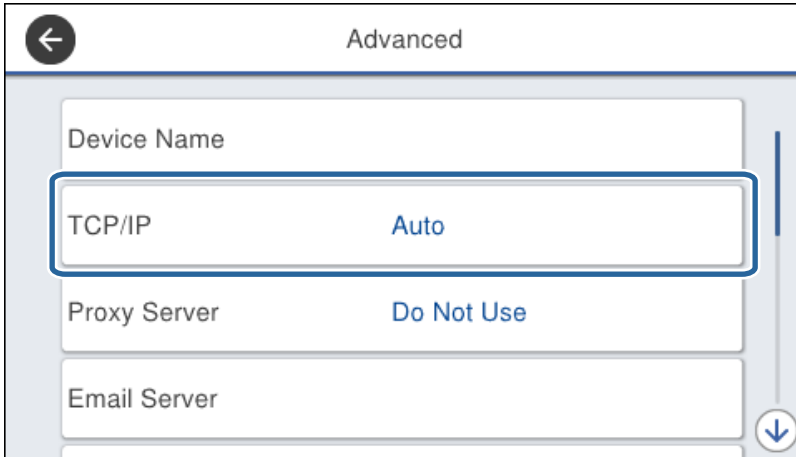 Advanced
Device Name
TCP/IP Auto
Proxy Server Do Not Use
Email Server